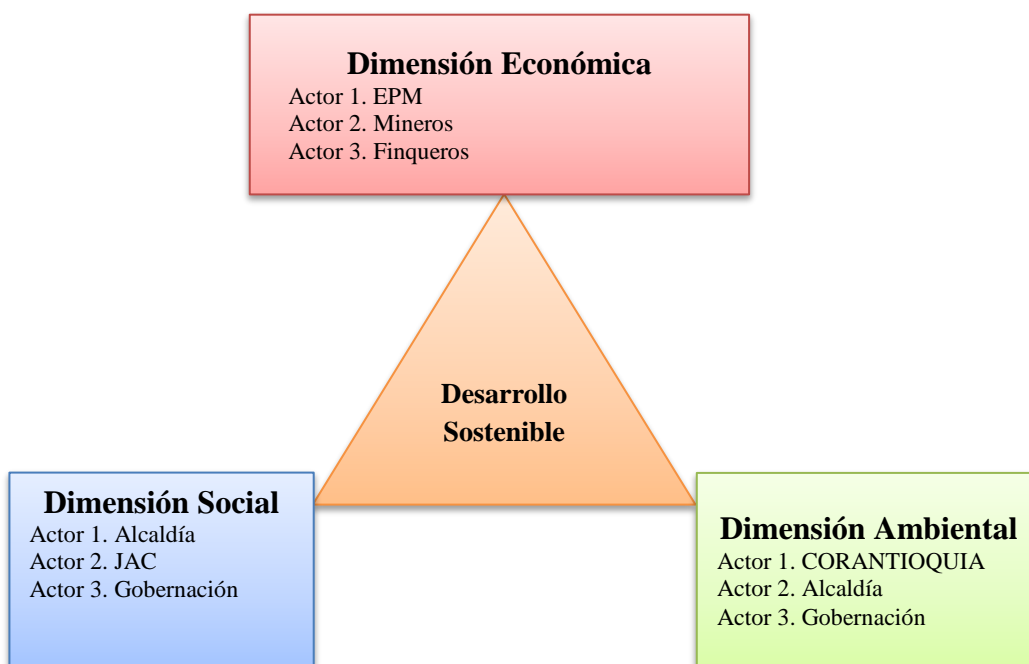 Dimensión Económica
Actor 1. EPM
Actor 2. Mineros
Actor 3. Finqueros
Desarrollo
Sostenible
Dimensión Social
Actor 1. Alcaldía
Actor 2. JAC
Actor 3. Gobernación
Dimensión Ambiental
Actor 1. CORANTIOQUIA
Actor 2. Alcaldía
Actor 3. Gobernación